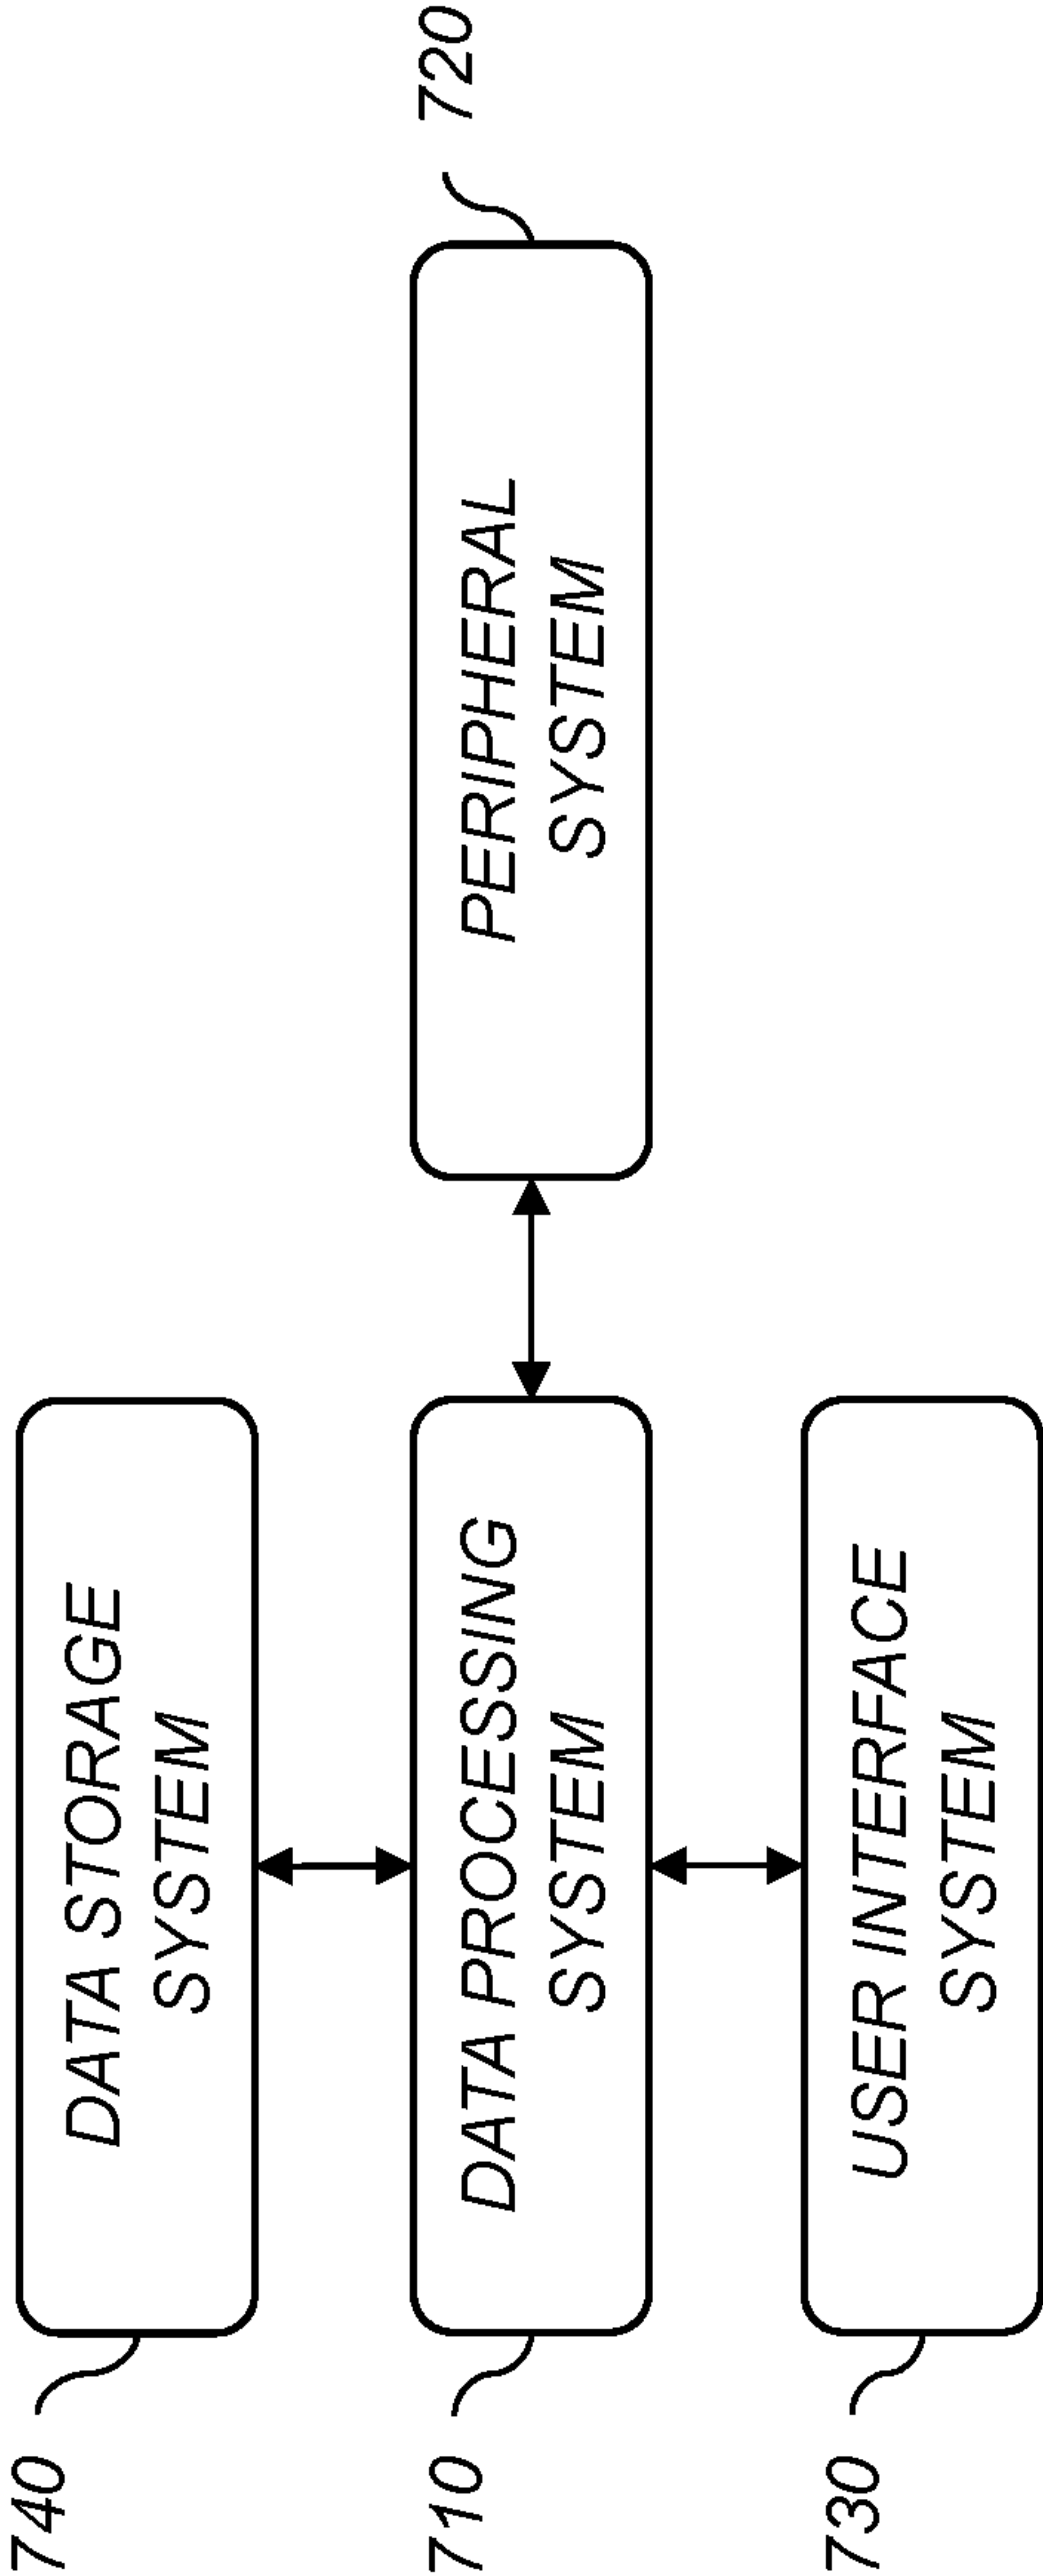 740
DATA STORAGE
SYSTEM
710
DATA PROCESSING
SYSTEM
720
PERIPHERAL
SYSTEM
730
USER INTERFACE
SYSTEM